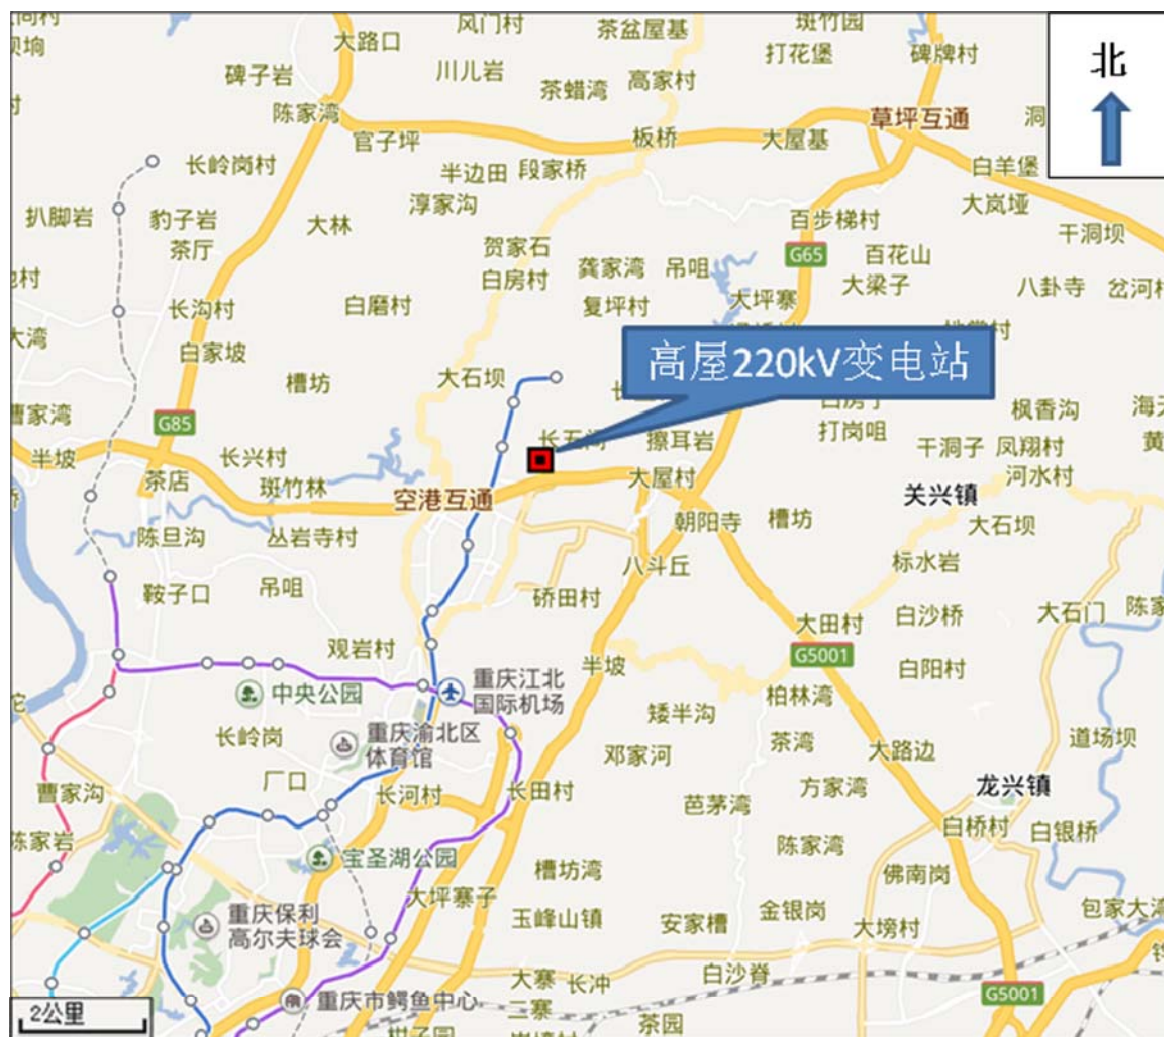 风门村
茶盆屋基
斑竹园
大路口
打花堡
碑牌村
北
碑子岩
川儿岩
茶蜡湾
高家村
陈家湾
官子坪
板桥
大屋基
草坪互通
洞
长岭岗村
半边田
段家桥
白羊堡
扒脚岩
豹子岩
大林
淳家沟
百步梯村
大岚垭
干洞坝
茶厅
贺家石
龚家湾
吊咀
G65
百花山
白房村
大梁子
八卦寺
岔河
长沟村
白磨村
复坪村
大坪寨
大湾
白家坡
高屋220kV变电站
槽坊
大石坝
曹家湾
G85
枫香沟
打岗咀
擦耳岩
干洞子
凤翔村
半坡
长兴村
茶店
斑竹林
空港互通
大屋村
河水村
关兴镇
陈旦沟
丛岩寺村
朝阳寺
槽坊
大石坝
八斗丘
标水岩
鞍子口
吊咀
硚田村
大田村
白沙桥
大石门
陈家
观岩村
半坡
G5001
白阳村
中央公园
重庆江北
国际机场
柏林湾
长岭岗
重庆渝北区
体育馆
矮半沟
茶湾
大路边
道场坝
邓家河
厂口
曹家沟
长河村
长田村
芭茅湾
方家湾
龙兴镇
陈家岩
宝圣湖公园
陈家湾
白桥村
白银桥
槽坊湾
佛南岗
大坪寨子
重庆保利
高尔夫球会
玉峰山镇
安家槽
金银岗
大塝村
包家大湾
大寨
长冲
白沙脊
2公里
重庆市鳄鱼中心
二寨
茶园
G5001